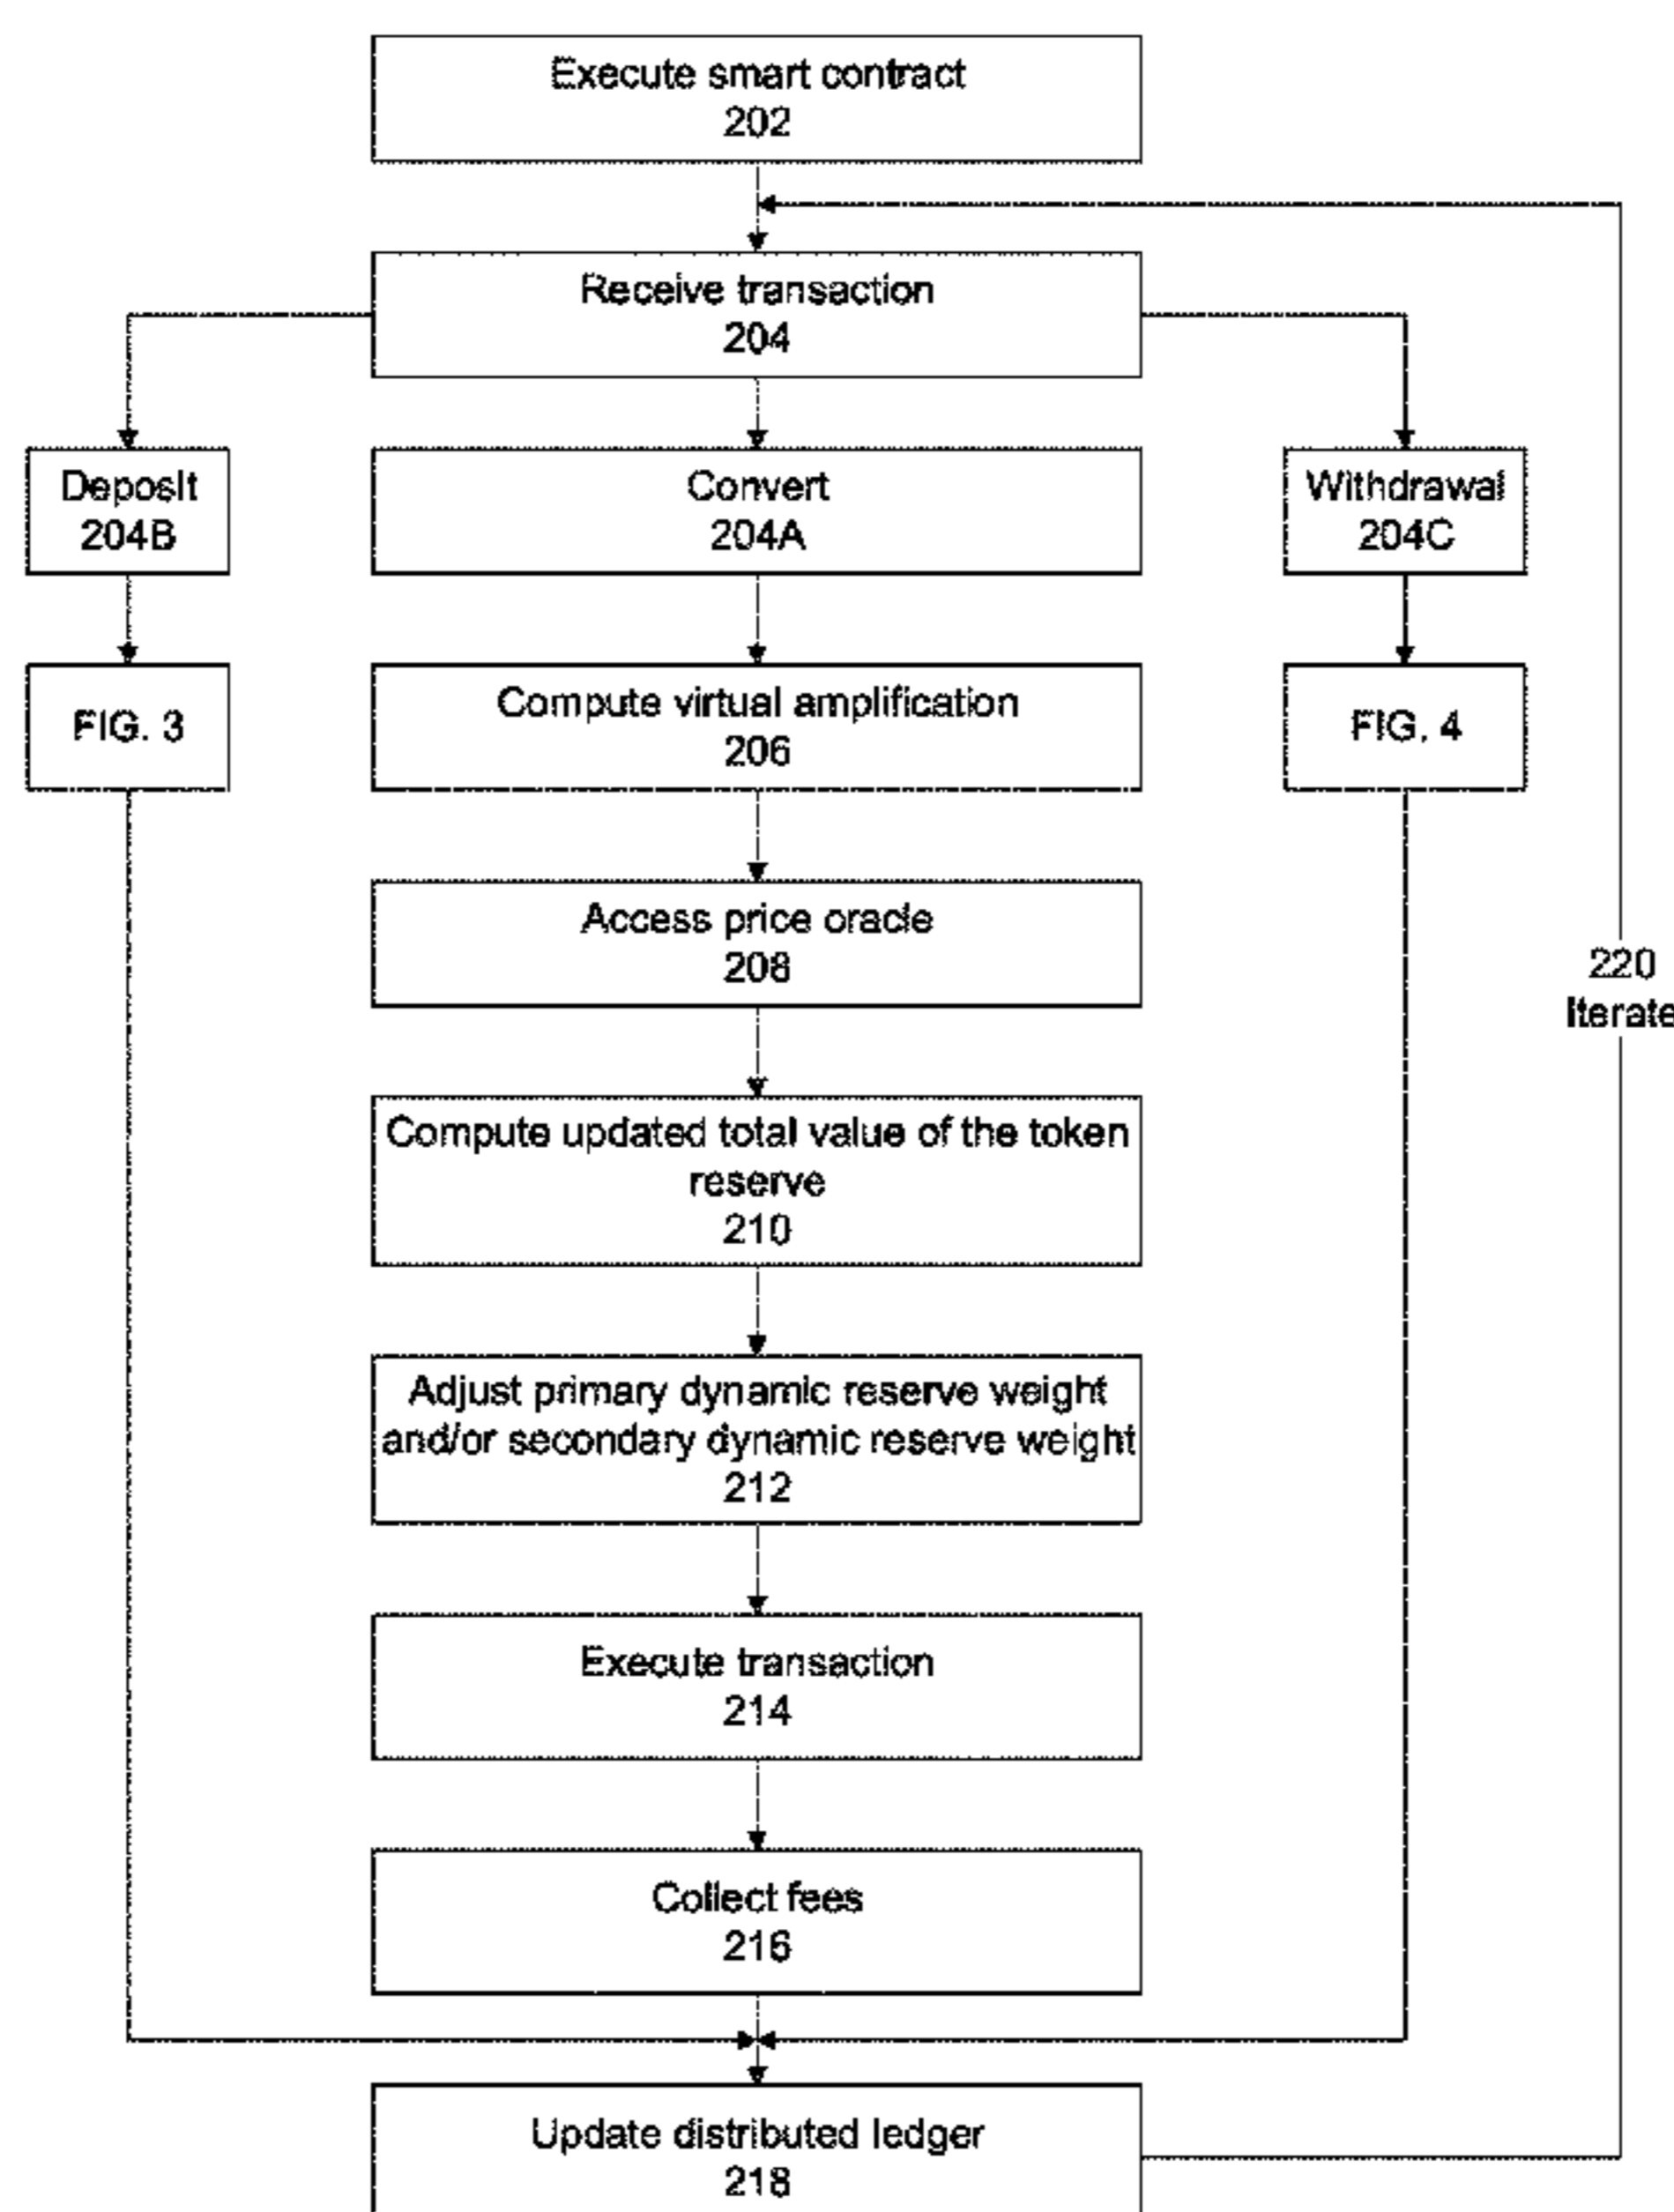 Execute smart contract
202
Receive transaction
204
Deposit
204B
Convert
204A
Withdrawal
204C
FIG. 3
Compute virtual amplification
206
FIG. 4
Access price oracle
208
220
Iterate
Compute updated total value of the token
reserve
210
Adjust primary dynamic reserve weight
and/or secondary dynamic reserve weight
212
Execute transaction
214
Collect fees
216
Update distributed ledger
218